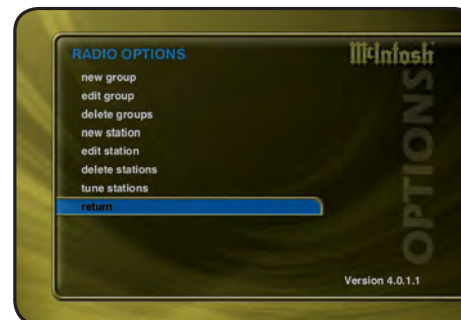 RADIO OPTIONS
McIntosh
new group
edit group
delete groups
new station
edit station
delete stations
tune stations
return
OPTIONS
Version 4.0.1.1